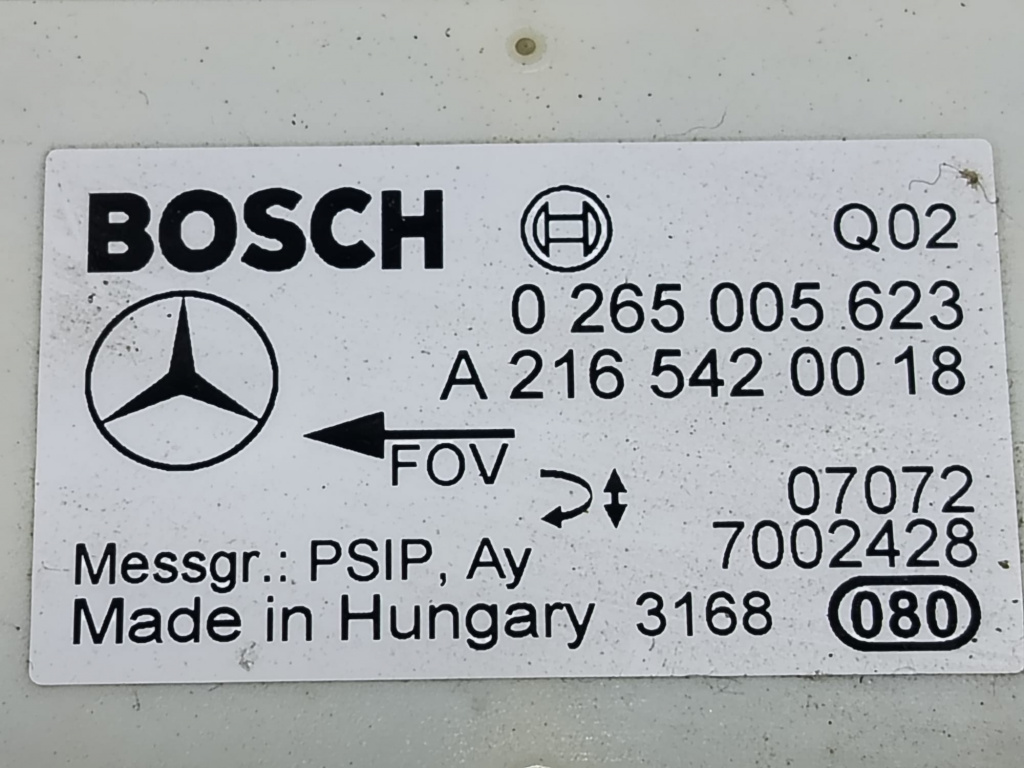 BOSCH
Q02
0 265 005 623
A 216 542 00 18
FOV
07072
7002428
Messgr.: PSIP, Ay
Made in Hungary 3168 080